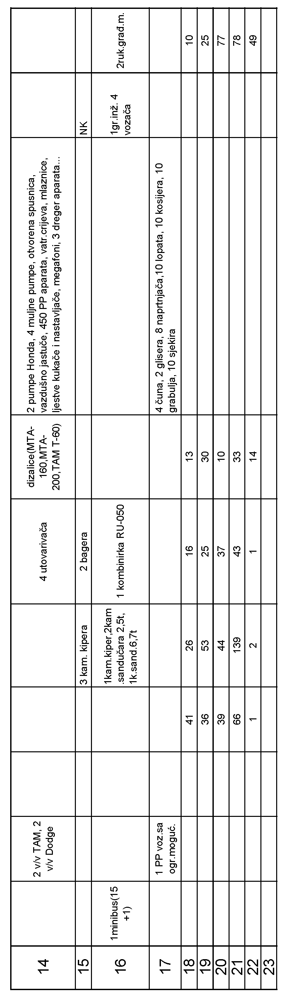 14
2 v/v TAM, 2
v/v Dodge
4 utovarivača
dizalice(MTA-
160,MTA-
200,TAM T-60)
2 pumpe Honda, 4 muljne pumpe, otvorena spusnica,
vazdušno jastuče, 450 PP aparata, vatr.crijeva, mlaznice,
ljestve kukače i nastavljače, megafoni, 3 dreger aparata...
15
3 kam. kipera
2 bagera
NK
16
1minibus(15
+1)
1kam.kiper,2kam
.sandučara 2,5t,
1k.sand.6,7t
1 kombinirka RU-050
1gr.inž. 4
vozača
2ruk.građ.m.
17
1 PP voz.sa
ogr.moguć.
4 čuna, 2 glisera, 8 naprtnjača,10 lopata, 10 kosijera, 10
grabulja, 10 sjekira
18
41
26
16
13
10
19
36
53
25
30
25
20
39
44
37
10
77
21
66
139
43
33
78
22
1
2
1
14
49
23